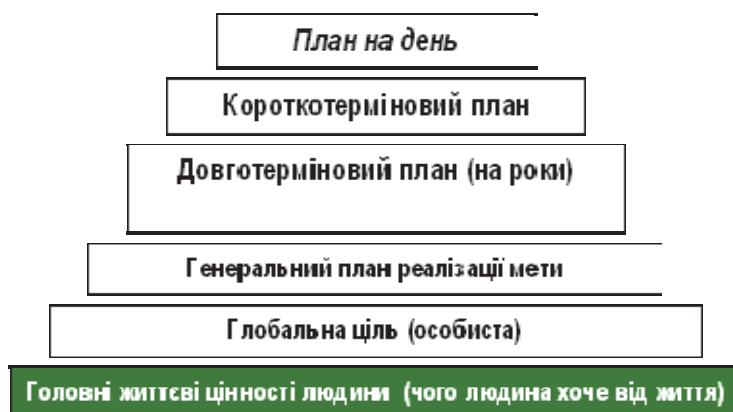 План на день
Короткотерміновий план
Довготерміновий план (на роки)
Генеральний план реалізації мети
Глобальна ціль (особиста)
Головні життєві цінності людини (чого людина хоче від життя)